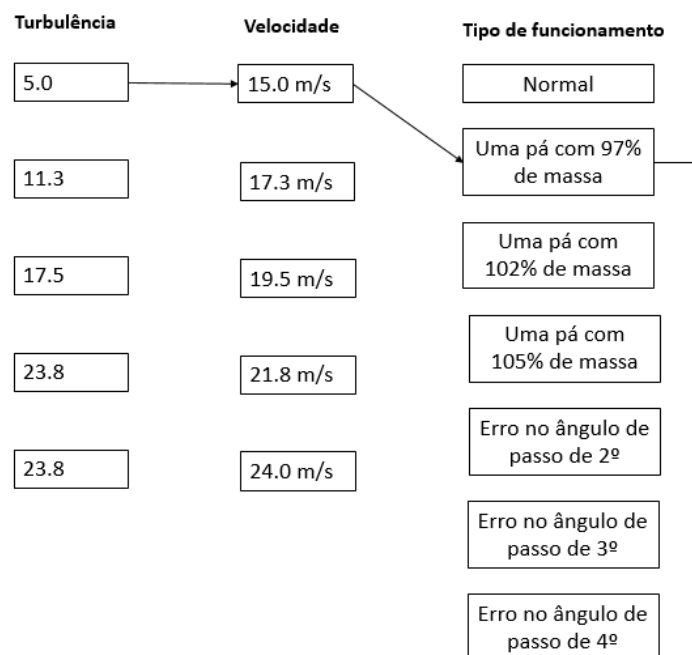 Turbulência
Velocidade
Tipo de funcionamento
5.0
15.0 m/s
Normal
11.3
17.3 m/s
Uma pá com 97%
de massa
17.5
19.5 m/s
Uma pá com
102% de massa
23.8
21.8 m/s
Uma pá com
105% de massa
23.8
24.0 m/s
Erro no ângulo de
passo de 2º
Erro no ângulo de
passo de 3º
Erro no ângulo de
passo de 4º